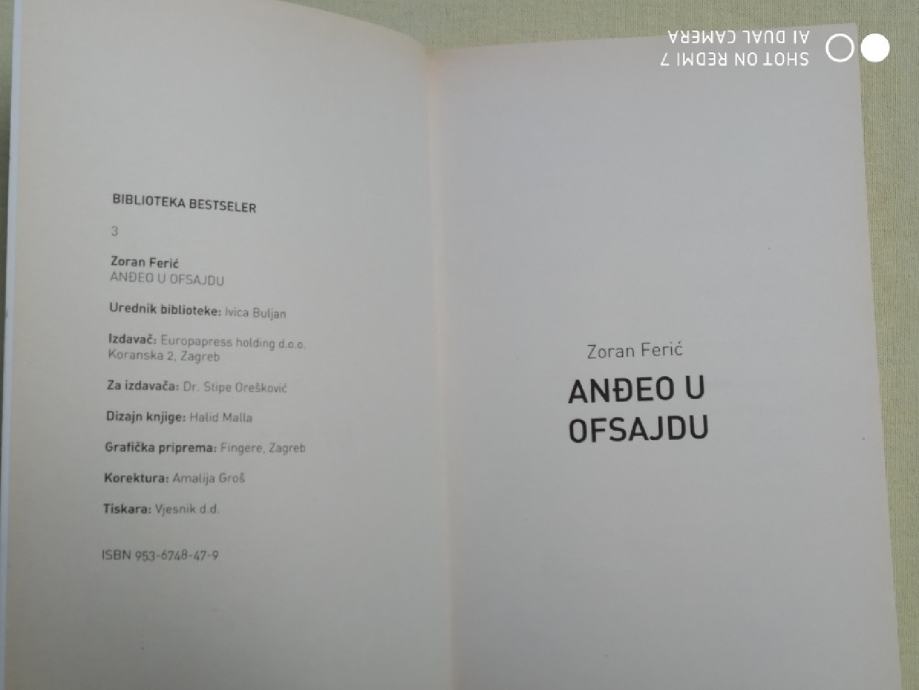 BIBLIOTEKA BESTSELER
3
Zoran Ferić
ANĐEO U OFSAJDU
Urednik biblioteke: Ivica Buljan
Izdavač: Europapress holding d.o.o.
Koranska 2, Zagreb
Za izdavača: Dr. Stipe Orešković
Dizajn knjige: Halid Malla
Grafička priprema: Fingere, Zagreb
Korektura: Amalija Groš
Tiskara: Vjesnik d.d.
ISBN 953-6748-47-9
Zoran Ferić
ANĐEO U
OFSAJDU
SHOT ON REDMI 7
AI DUAL CAMERA